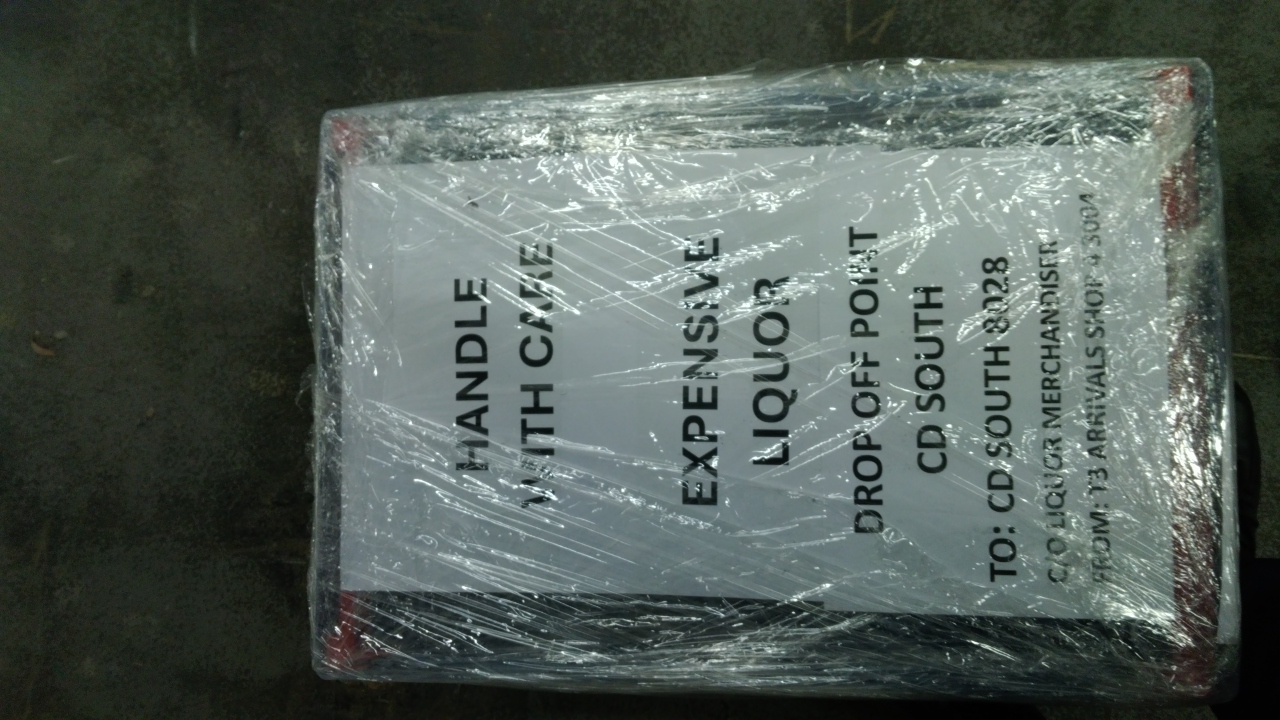 HANDLE
WITH CARE
EXPENSIVE
LIQUOR
DROP OFF POINT
CD SOUTH
TO: CD SOUTH 8028
C/O LIQUOR MERCHANDISER
FROM: T3 ARRIVALS SHOP # 3004